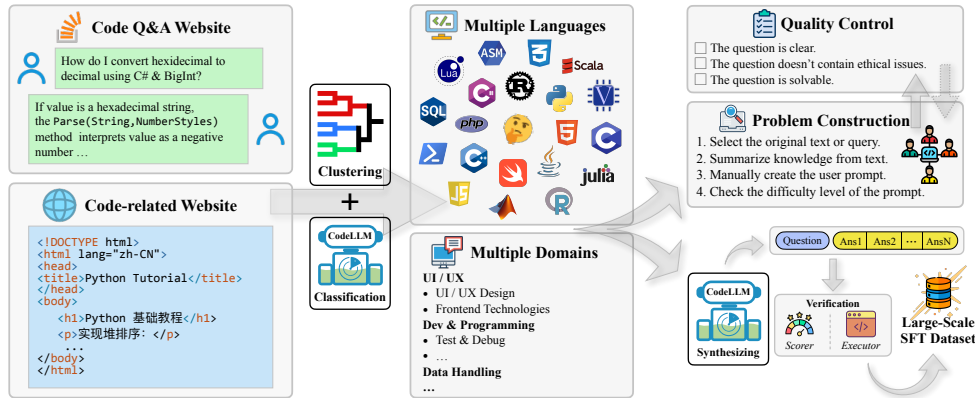 Code Q&A Website
How do I convert hexidecimal to
decimal using C# & BigInt?
If value is a hexadecimal string,
the Parse(String,NumberStyles)
method interprets value as a negative
number …
Code-related Website
<!DOCTYPE html>
<html lang="zh-CN">
<head>
<title>Python Tutorial</title>
</head>
<body>
<h1>Python 基础教程</h1>
<p>实现堆排序：</p>
...
</body>
</html>
Clustering
+
CodeLLM
Classification
Multiple Languages
ASM
3
Lua
Scala
C#
R
SQL
php
V
5
C
C++
julia
JS
R
Multiple Domains
UI / UX
• UI / UX Design
• Frontend Technologies
Dev & Programming
• Test & Debug
• …
Data Handling
…
Quality Control
The question is clear.
The question doesn't contain ethical issues.
The question is solvable.
Problem Construction
1. Select the original text or query.
2. Summarize knowledge from text.
3. Manually create the user prompt.
4. Check the difficulty level of the prompt.
CodeLLM
Synthesizing
Question
Ans1 Ans2 … AnsN
Verification
Scorer
Executor
Large-Scale
SFT Dataset